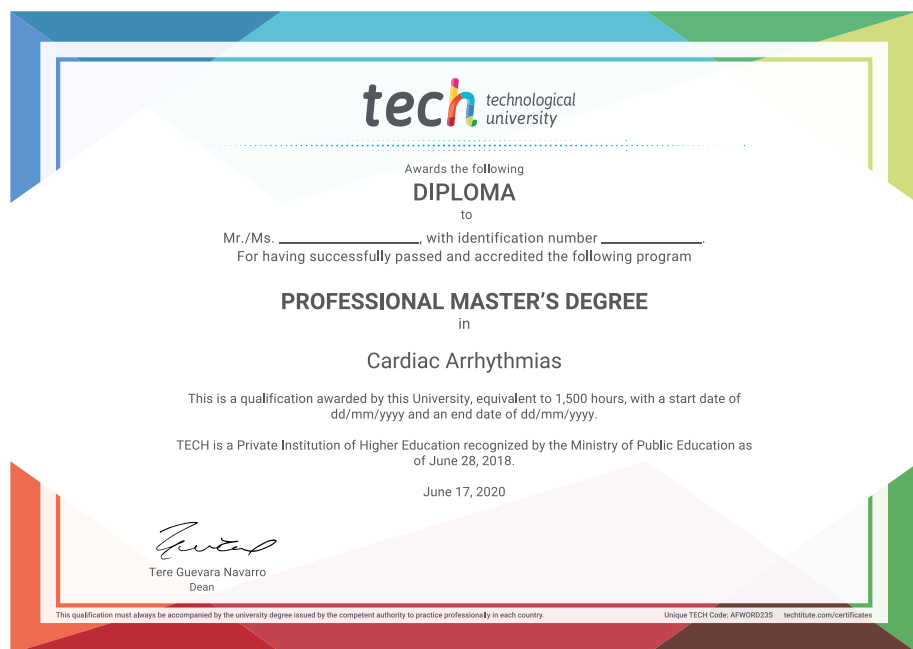 tech technological
university
Awards the following
DIPLOMA
to
Mr./Ms. ____________________, with identification number ______________.
For having successfully passed and accredited the following program
PROFESSIONAL MASTER'S DEGREE
in
Cardiac Arrhythmias
This is a qualification awarded by this University, equivalent to 1,500 hours, with a start date of
dd/mm/yyyy and an end date of dd/mm/yyyy.
TECH is a Private Institution of Higher Education recognized by the Ministry of Public Education as
of June 28, 2018.
June 17, 2020
Tere Guevara Navarro
Dean
This qualification must always be accompanied by the university degree issued by the competent authority to practice professionally in each country.
Unique TECH Code: AFWORD23S techtitute.com/certificates